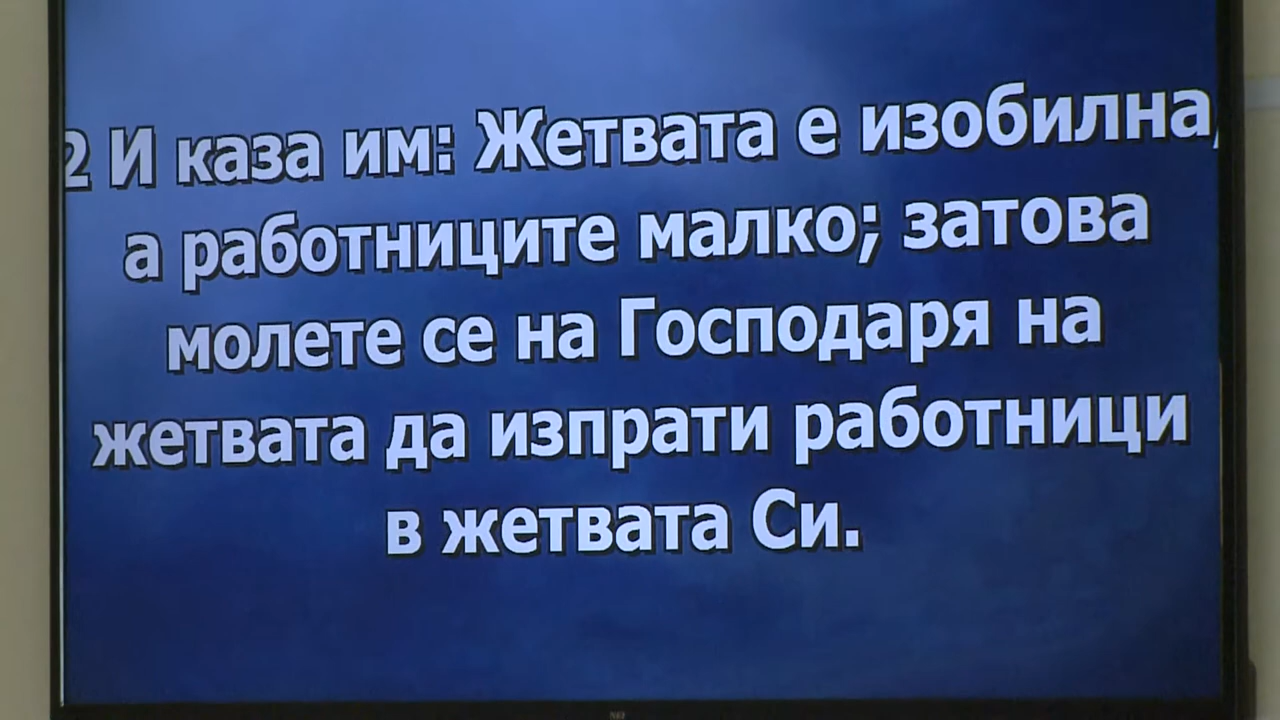 2 И каза им: Жетвата е изобилна,
а работниците малко; затова
молете се на Господаря на
жетвата да изпрати работници
в жетвата Си.